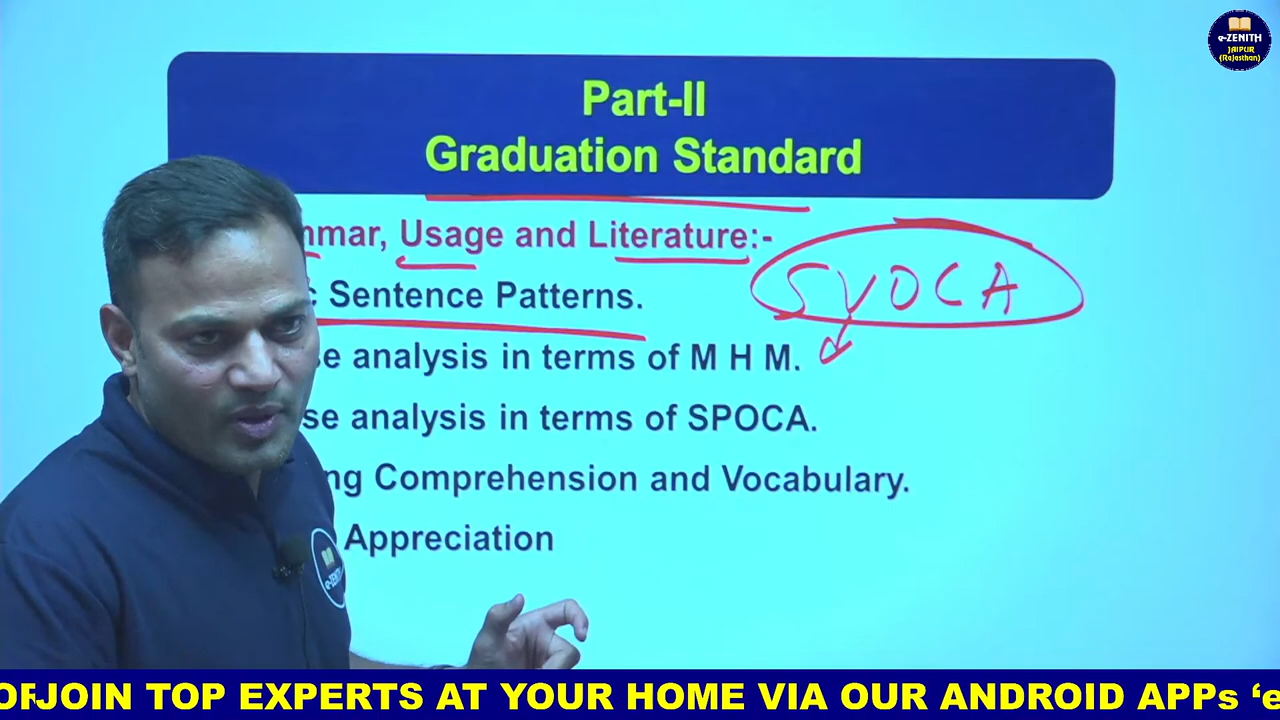 e-ZENITH
JAIPUR
(Rajasthan)
Part-II
Graduation Standard
mmar, Usage and Literature:-
SVOCA
c Sentence Patterns.
se analysis in terms of M H M.
se analysis in terms of SPOCA.
ng Comprehension and Vocabulary.
Appreciation
e-ZENITH
JOIN TOP EXPERTS AT YOUR HOME VIA OUR ANDROID APPs ‘e